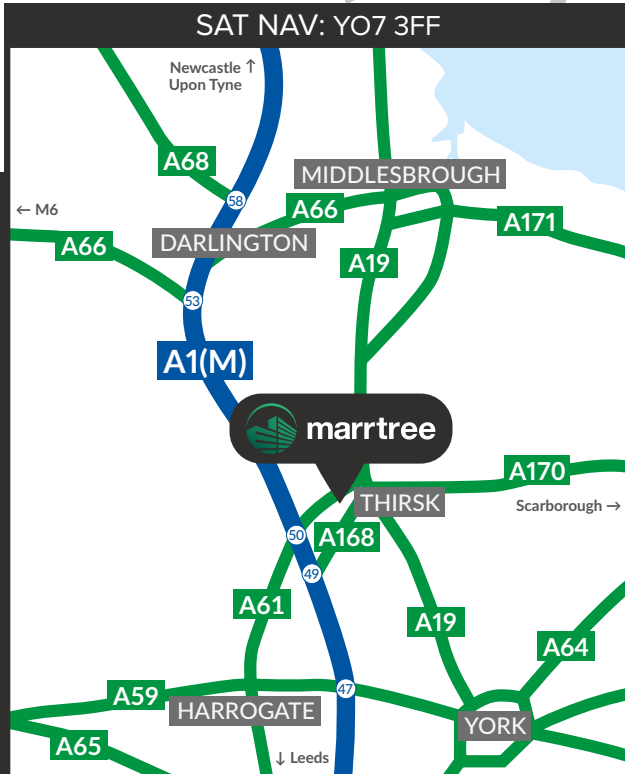 SAT NAV: YO7 3FF
Newcastle ↑
Upon Tyne
A68
MIDDLESBROUGH
58
← M6
A66
A171
A66
DARLINGTON
A19
53
A1(M)
marrtree
A170
THIRSK
Scarborough →
50
A168
49
A61
A19
A64
47
A59
HARROGATE
YORK
A65
↓ Leeds